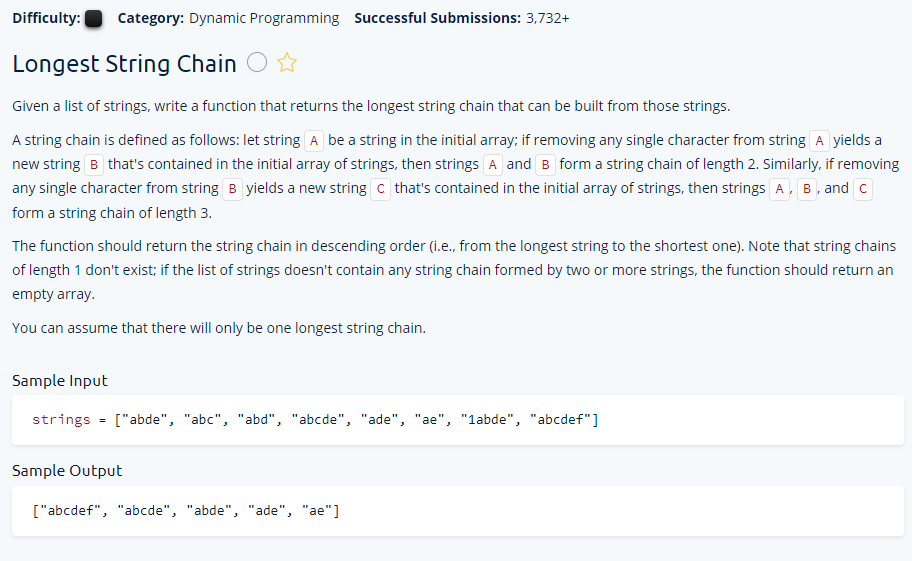 Difficulty: Category: Dynamic Programming Successful Submissions: 3,732+
Longest String Chain
Given a list of strings, write a function that returns the longest string chain that can be built from those strings.
A string chain is defined as follows: let string A be a string in the initial array; if removing any single character from string A yields a
new string B that's contained in the initial array of strings, then strings A and B form a string chain of length 2. Similarly, if removing
any single character from string B yields a new string C that's contained in the initial array of strings, then strings A, B, and C
form a string chain of length 3.
The function should return the string chain in descending order (i.e., from the longest string to the shortest one). Note that string chains
of length 1 don't exist; if the list of strings doesn't contain any string chain formed by two or more strings, the function should return an
empty array.
You can assume that there will only be one longest string chain.
Sample Input
strings = ["abde", "abc", "abd", "abcde", "ade", "ae", "1abde", "abcdef"]
Sample Output
["abcdef", "abcde", "abde", "ade", "ae"]